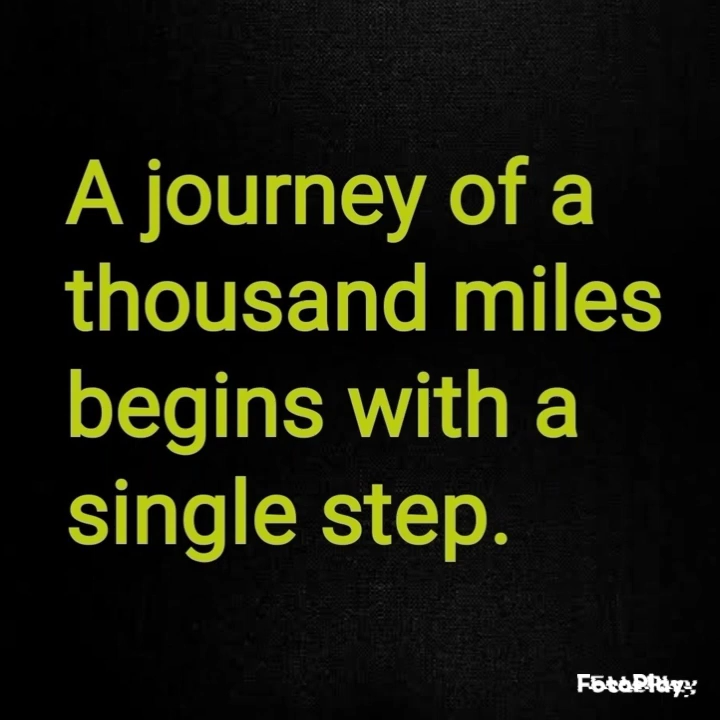 A journey of a
thousand miles
begins with a
single step.